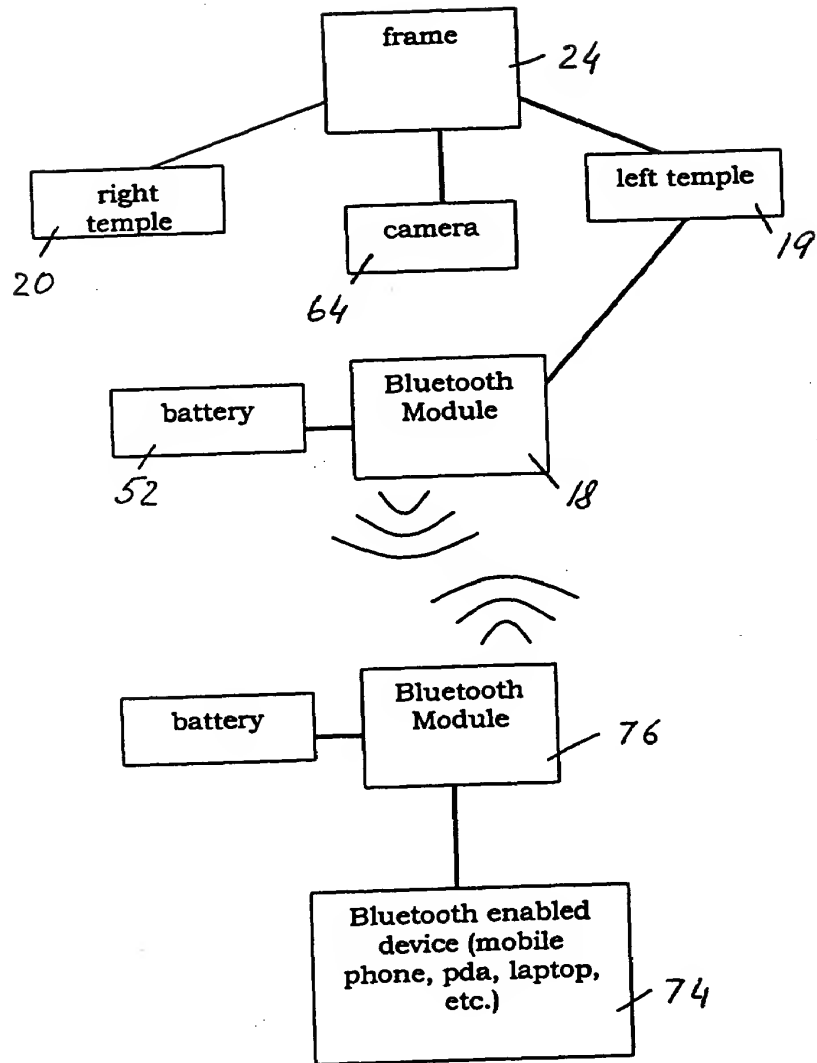 frame
24
right
temple
20
camera
64
left temple
19
battery
52
Bluetooth
Module
18
battery
Bluetooth
Module
76
Bluetooth enabled
device (mobile
phone, pda, laptop,
etc.)
74